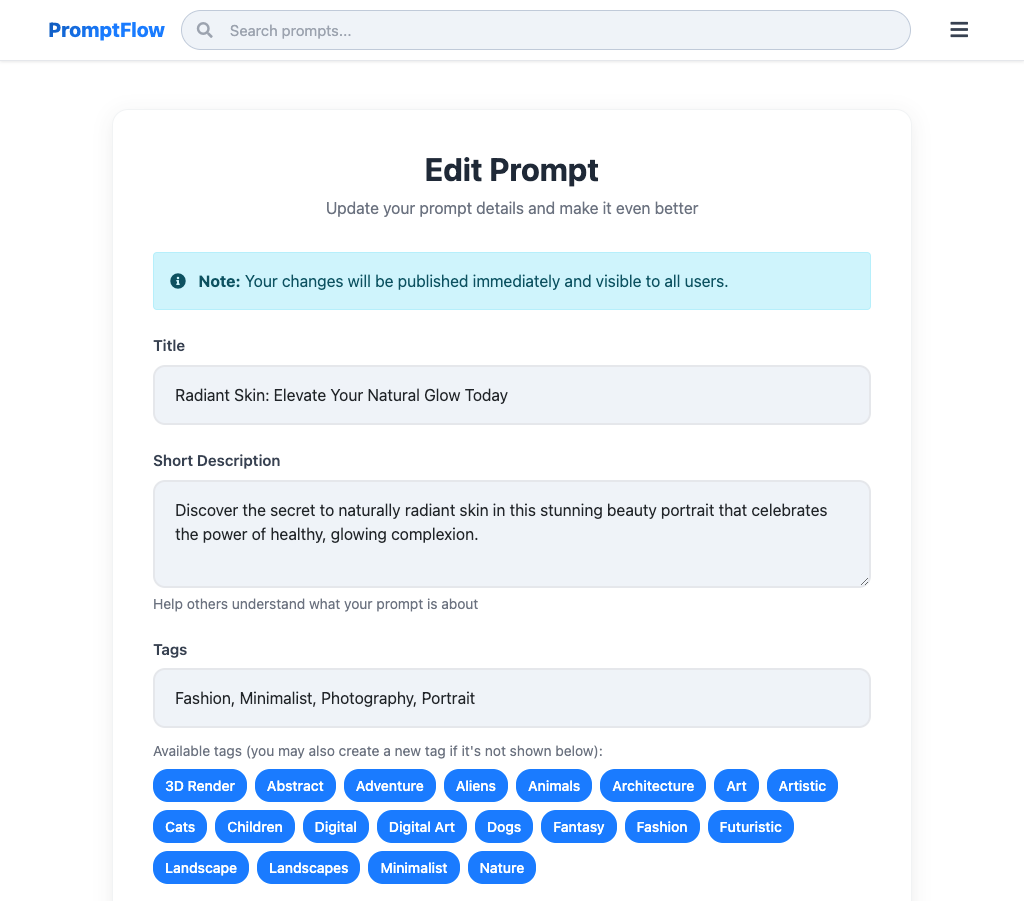 PromptFlow
Search prompts...
Edit Prompt
Update your prompt details and make it even better
Note: Your changes will be published immediately and visible to all users.
Title
Radiant Skin: Elevate Your Natural Glow Today
Short Description
Discover the secret to naturally radiant skin in this stunning beauty portrait that celebrates
the power of healthy, glowing complexion.
Help others understand what your prompt is about
Tags
Fashion, Minimalist, Photography, Portrait
Available tags (you may also create a new tag if it's not shown below):
3D Render Abstract Adventure Aliens Animals Architecture Art Artistic
Cats Children Digital Digital Art Dogs Fantasy Fashion Futuristic
Landscape Landscapes Minimalist Nature